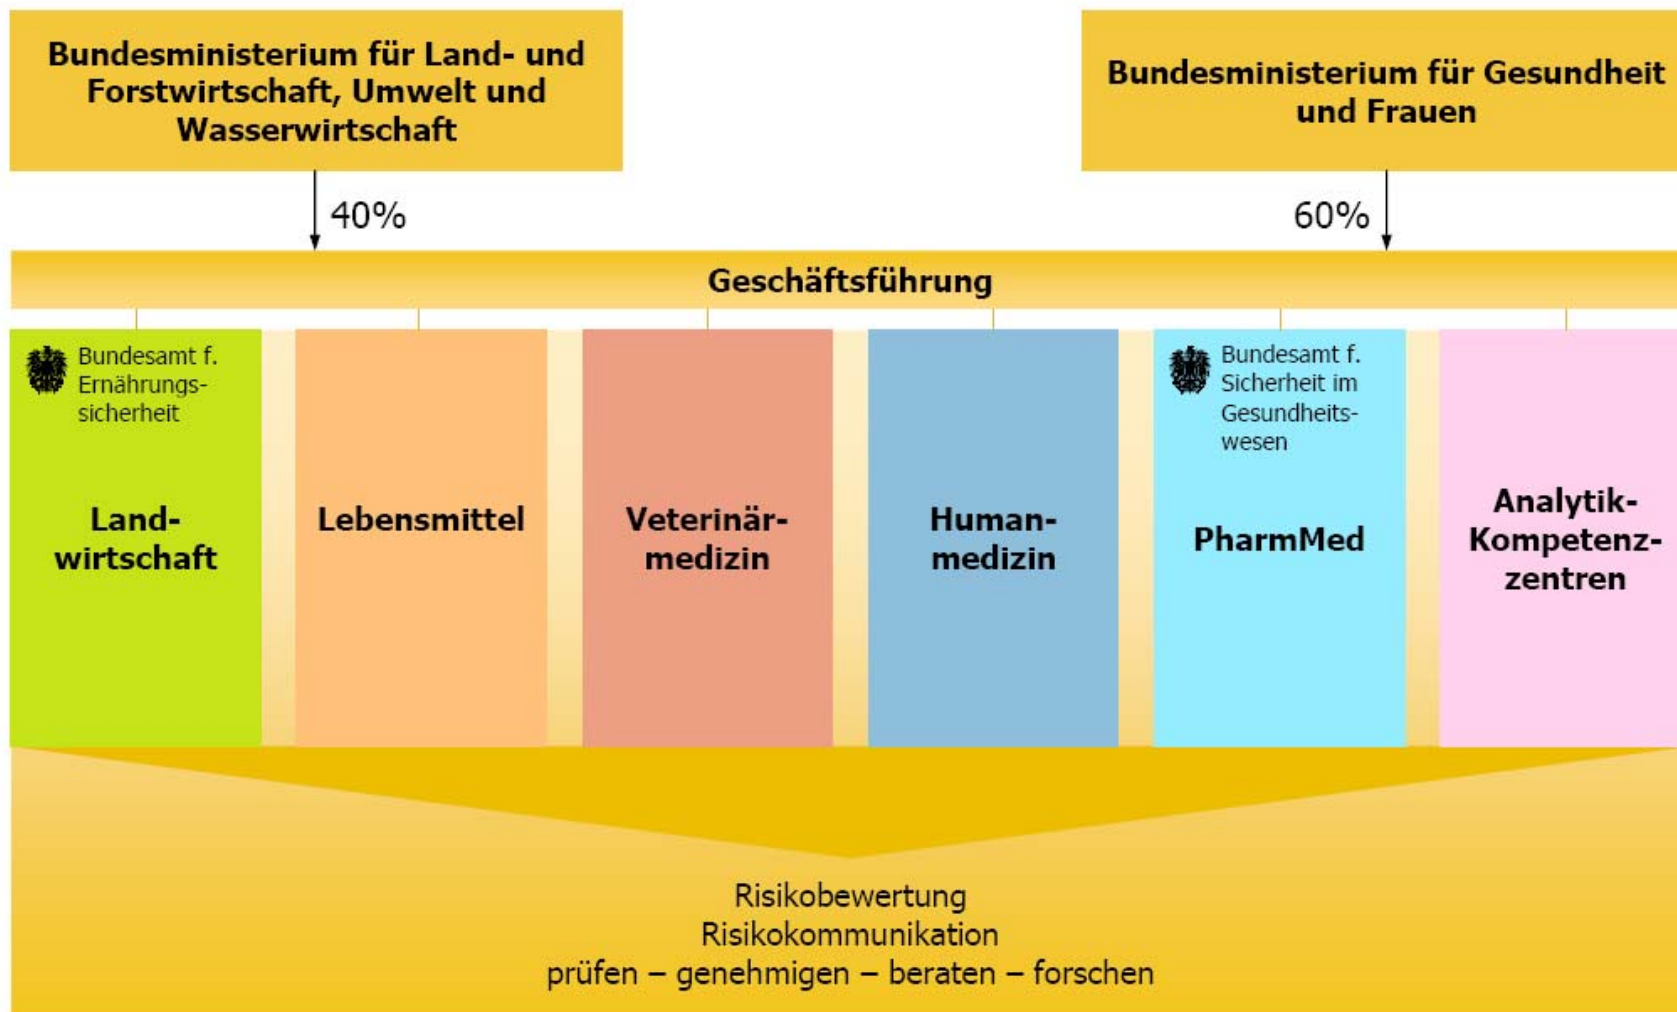 Bundesministerium für Land- und
Forstwirtschaft, Umwelt und
Wasserwirtschaft
Bundesministerium für Gesundheit
und Frauen
40%
60%
Geschäftsführung
Bundesamt f.
Ernährungs-
sicherheit
Land-
wirtschaft
Lebensmittel
Veterinär-
medizin
Human-
medizin
Bundesamt f.
Sicherheit im
Gesundheits-
wesen
PharmMed
Analytik-
Kompetenz-
zentren
Risikobewertung
Risikokommunikation
prüfen – genehmigen – beraten – forschen